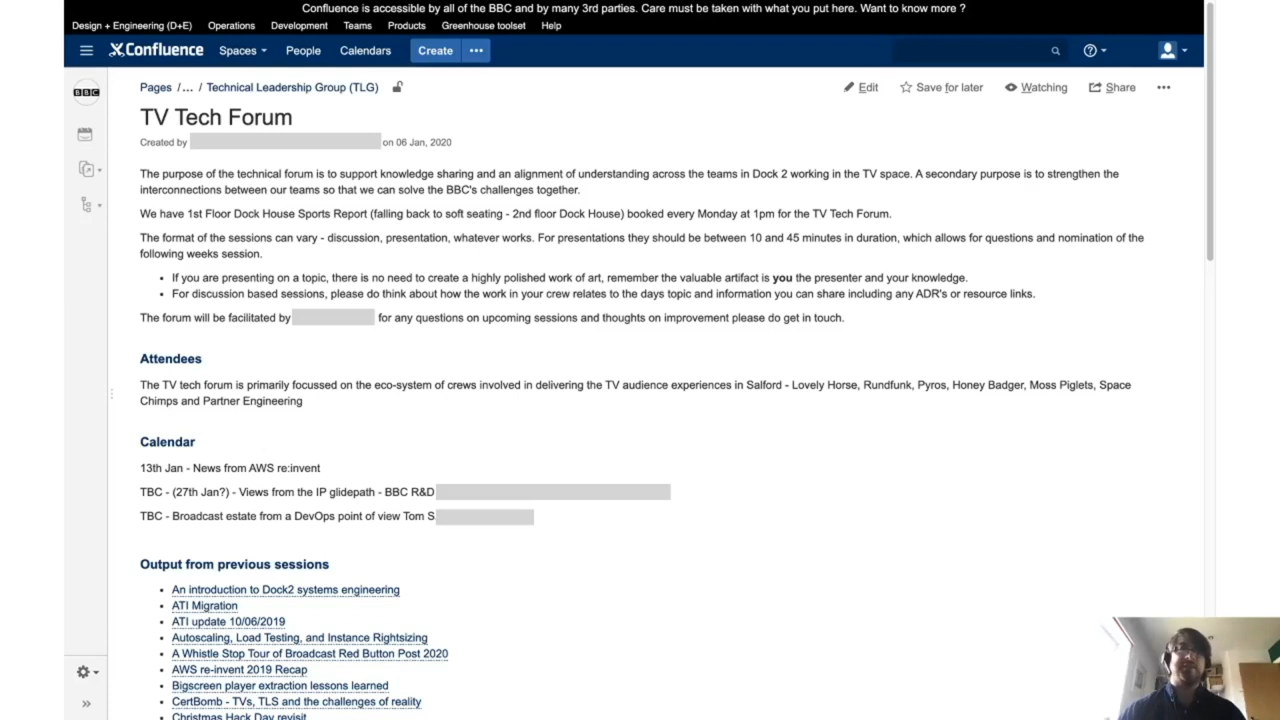 Confluence is accessible by all of the BBC and by many 3rd parties. Care must be taken with what you put here. Want to know more ?
Design + Engineering (D+E) Operations Development Teams Products Greenhouse toolset Help
Confluence Spaces People Calendars Create •••
BBC
Pages /… / Technical Leadership Group (TLG)
Edit Save for later Watching Share •••
TV Tech Forum
Created by on 06 Jan, 2020
The purpose of the technical forum is to support knowledge sharing and an alignment of understanding across the teams in Dock 2 working in the TV space. A secondary purpose is to strengthen the
interconnections between our teams so that we can solve the BBC's challenges together.
We have 1st Floor Dock House Sports Report (falling back to soft seating - 2nd floor Dock House) booked every Monday at 1pm for the TV Tech Forum.
The format of the sessions can vary - discussion, presentation, whatever works. For presentations they should be between 10 and 45 minutes in duration, which allows for questions and nomination of the
following weeks session.
• If you are presenting on a topic, there is no need to create a highly polished work of art, remember the valuable artifact is you the presenter and your knowledge.
• For discussion based sessions, please do think about how the work in your crew relates to the days topic and information you can share including any ADR's or resource links.
The forum will be facilitated by for any questions on upcoming sessions and thoughts on improvement please do get in touch.
Attendees
The TV tech forum is primarily focussed on the eco-system of crews involved in delivering the TV audience experiences in Salford - Lovely Horse, Rundfunk, Pyros, Honey Badger, Moss Piglets, Space
Chimps and Partner Engineering
Calendar
13th Jan - News from AWS re:invent
TBC - (27th Jan?) - Views from the IP glidepath - BBC R&D
TBC - Broadcast estate from a DevOps point of view Tom S
Output from previous sessions
• An introduction to Dock2 systems engineering
• ATI Migration
• ATI update 10/06/2019
• Autoscaling, Load Testing, and Instance Rightsizing
• A Whistle Stop Tour of Broadcast Red Button Post 2020
• AWS re-invent 2019 Recap
• Bigscreen player extraction lessons learned
• CertBomb - TVs, TLS and the challenges of reality
• Christmas Hack Day revisit